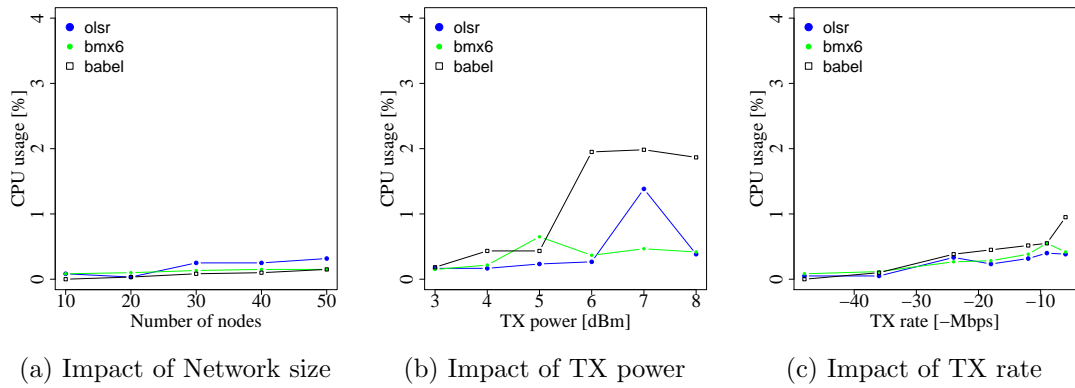 CPU usage [%]
0 1 2 3 4
olsr
bmx6
babel
10 20 30 40 50
Number of nodes
(a) Impact of Network size
CPU usage [%]
0 1 2 3 4
olsr
bmx6
babel
3 4 5 6 7 8
TX power [dBm]
(b) Impact of TX power
CPU usage [%]
0 1 2 3 4
olsr
bmx6
babel
−40 −30 −20 −10
TX rate [−Mbps]
(c) Impact of TX rate